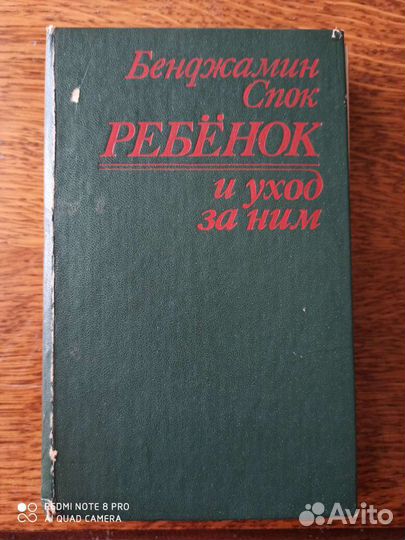 Бенджамин
Спок
РЕБЁНОК
и уход
за ним
REDMI NOTE 8 PRO
AI QUAD CAMERA
Avito